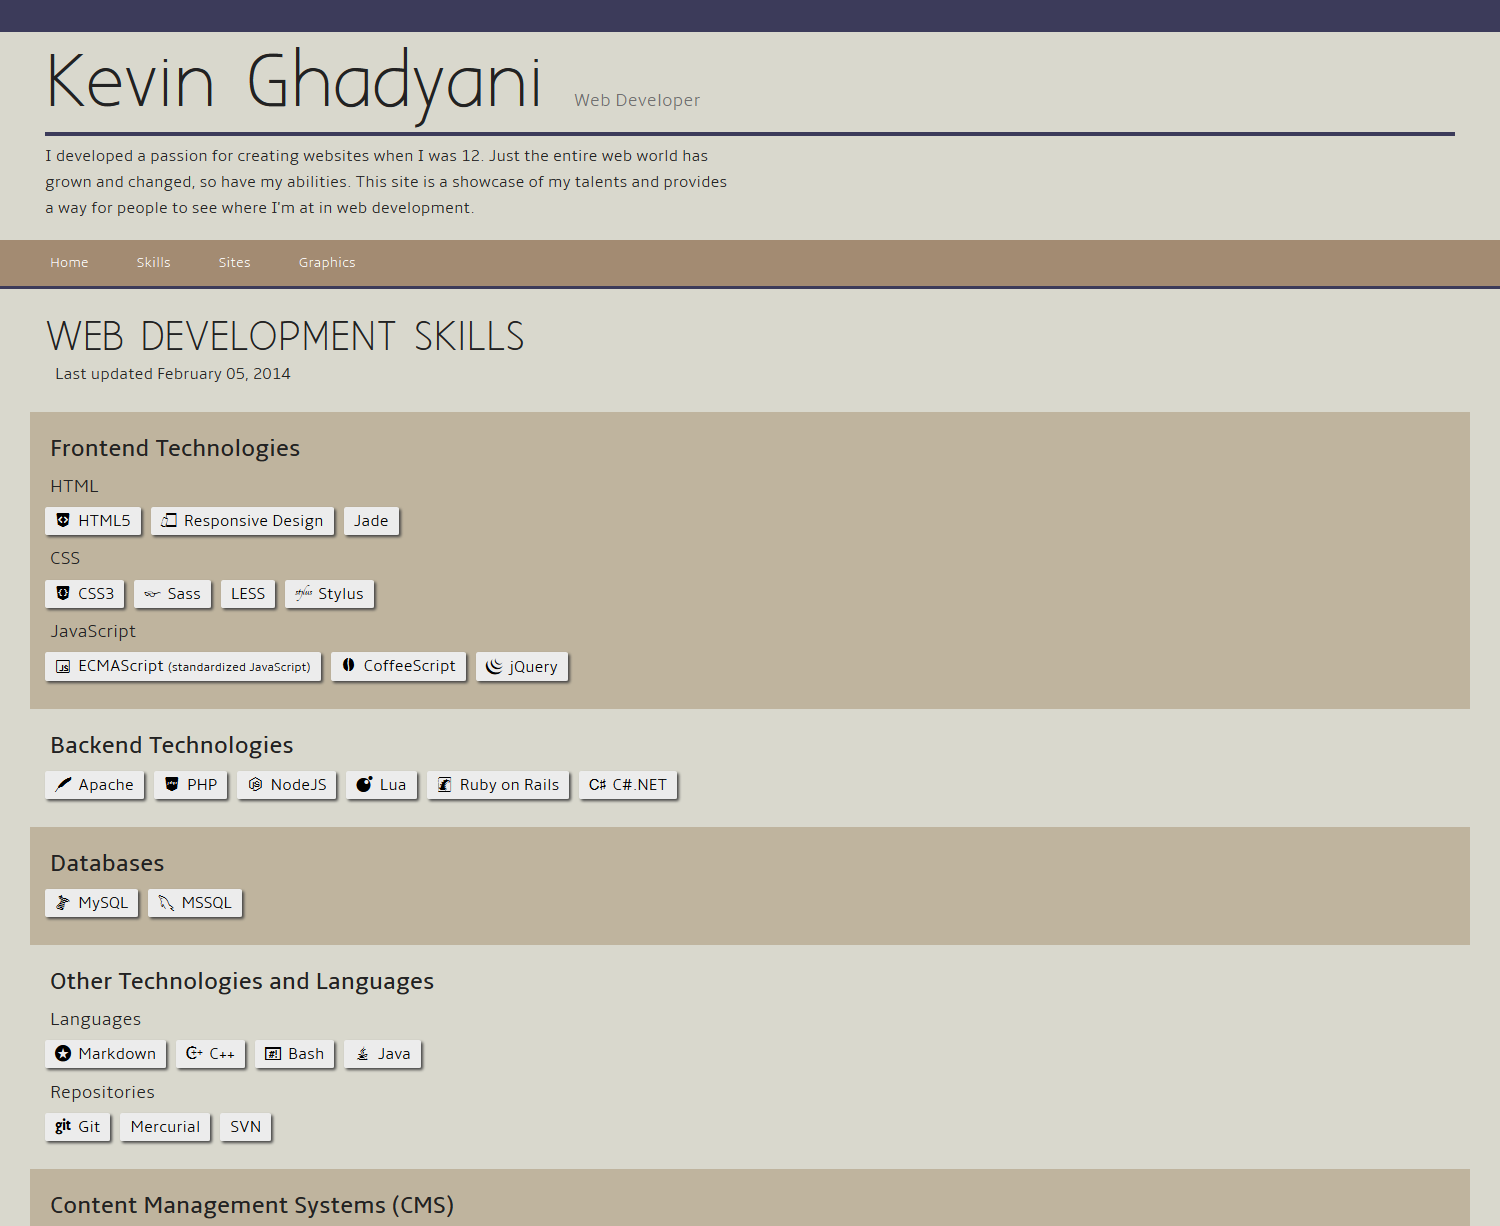 Kevin Ghadyani Web Developer
I developed a passion for creating websites when I was 12. Just the entire web world has
grown and changed, so have my abilities. This site is a showcase of my talents and provides
a way for people to see where I'm at in web development.
Home Skills Sites Graphics
WEB DEVELOPMENT SKILLS
Last updated February 05, 2014
Frontend Technologies
HTML
HTML5 Responsive Design Jade
CSS
CSS3 Sass LESS stylus Stylus
JavaScript
JS ECMAScript (standardized JavaScript) CoffeeScript jQuery
Backend Technologies
Apache php PHP NodeJS Lua Ruby on Rails C# C#.NET
Databases
MySQL MSSQL
Other Technologies and Languages
Languages
Markdown C++ C++ #! Bash Java
Repositories
git Git Mercurial SVN
Content Management Systems (CMS)